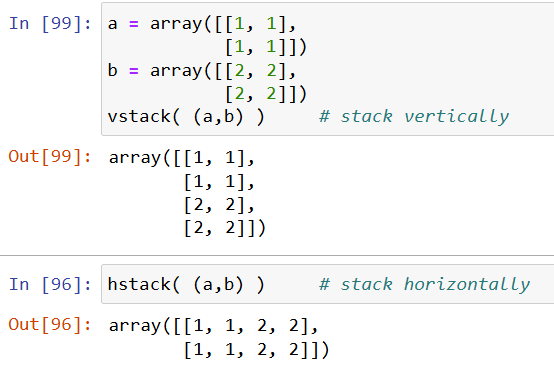 In [99]: a = array([[1, 1],
[1, 1]])
b = array([[2, 2],
[2, 2]])
vstack( (a,b) ) # stack vertically
Out[99]: array([[1, 1],
[1, 1],
[2, 2],
[2, 2]])
In [96]: hstack( (a,b) ) # stack horizontally
Out[96]: array([[1, 1, 2, 2],
[1, 1, 2, 2]])